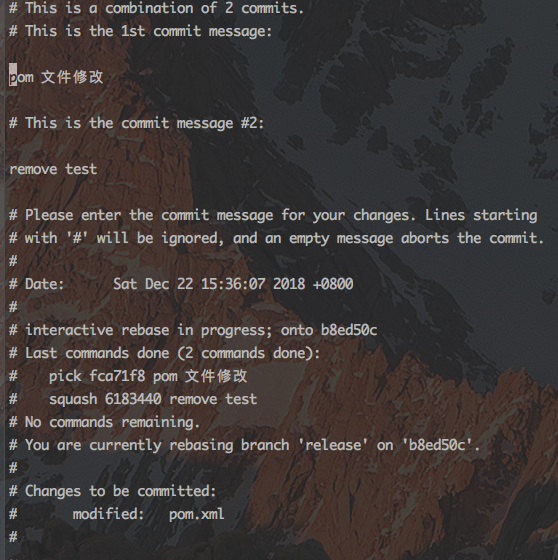 # This is a combination of 2 commits.
# This is the 1st commit message:
pom 文件修改
# This is the commit message #2:
remove test
# Please enter the commit message for your changes. Lines starting
# with '#' will be ignored, and an empty message aborts the commit.
#
# Date:      Sat Dec 22 15:36:07 2018 +0800
#
# interactive rebase in progress; onto b8ed50c
# Last commands done (2 commands done):
#    pick fca71f8 pom 文件修改
#    squash 6183440 remove test
# No commands remaining.
# You are currently rebasing branch 'release' on 'b8ed50c'.
#
# Changes to be committed:
#       modified:   pom.xml
#